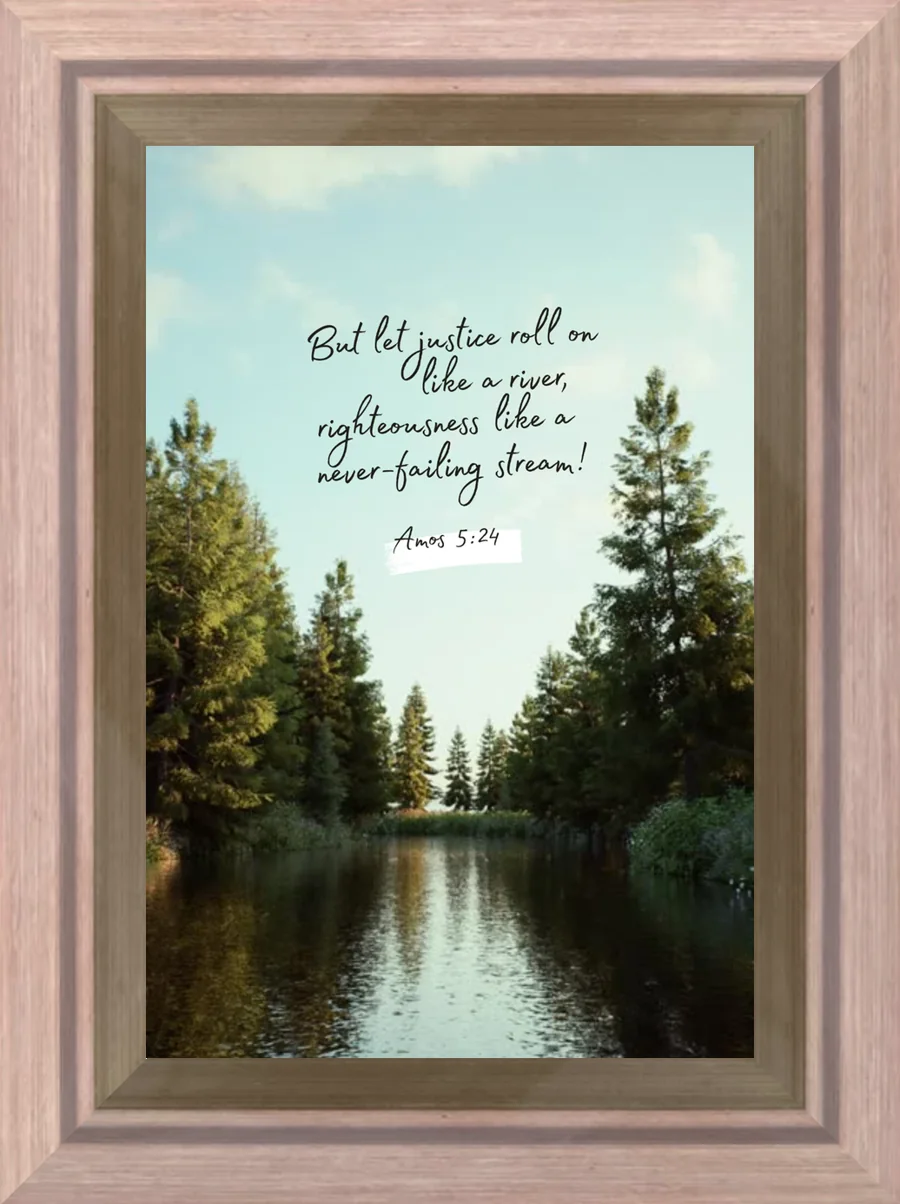 But let justice roll on
like a river,
righteousness like a
never-failing stream!
Amos 5:24